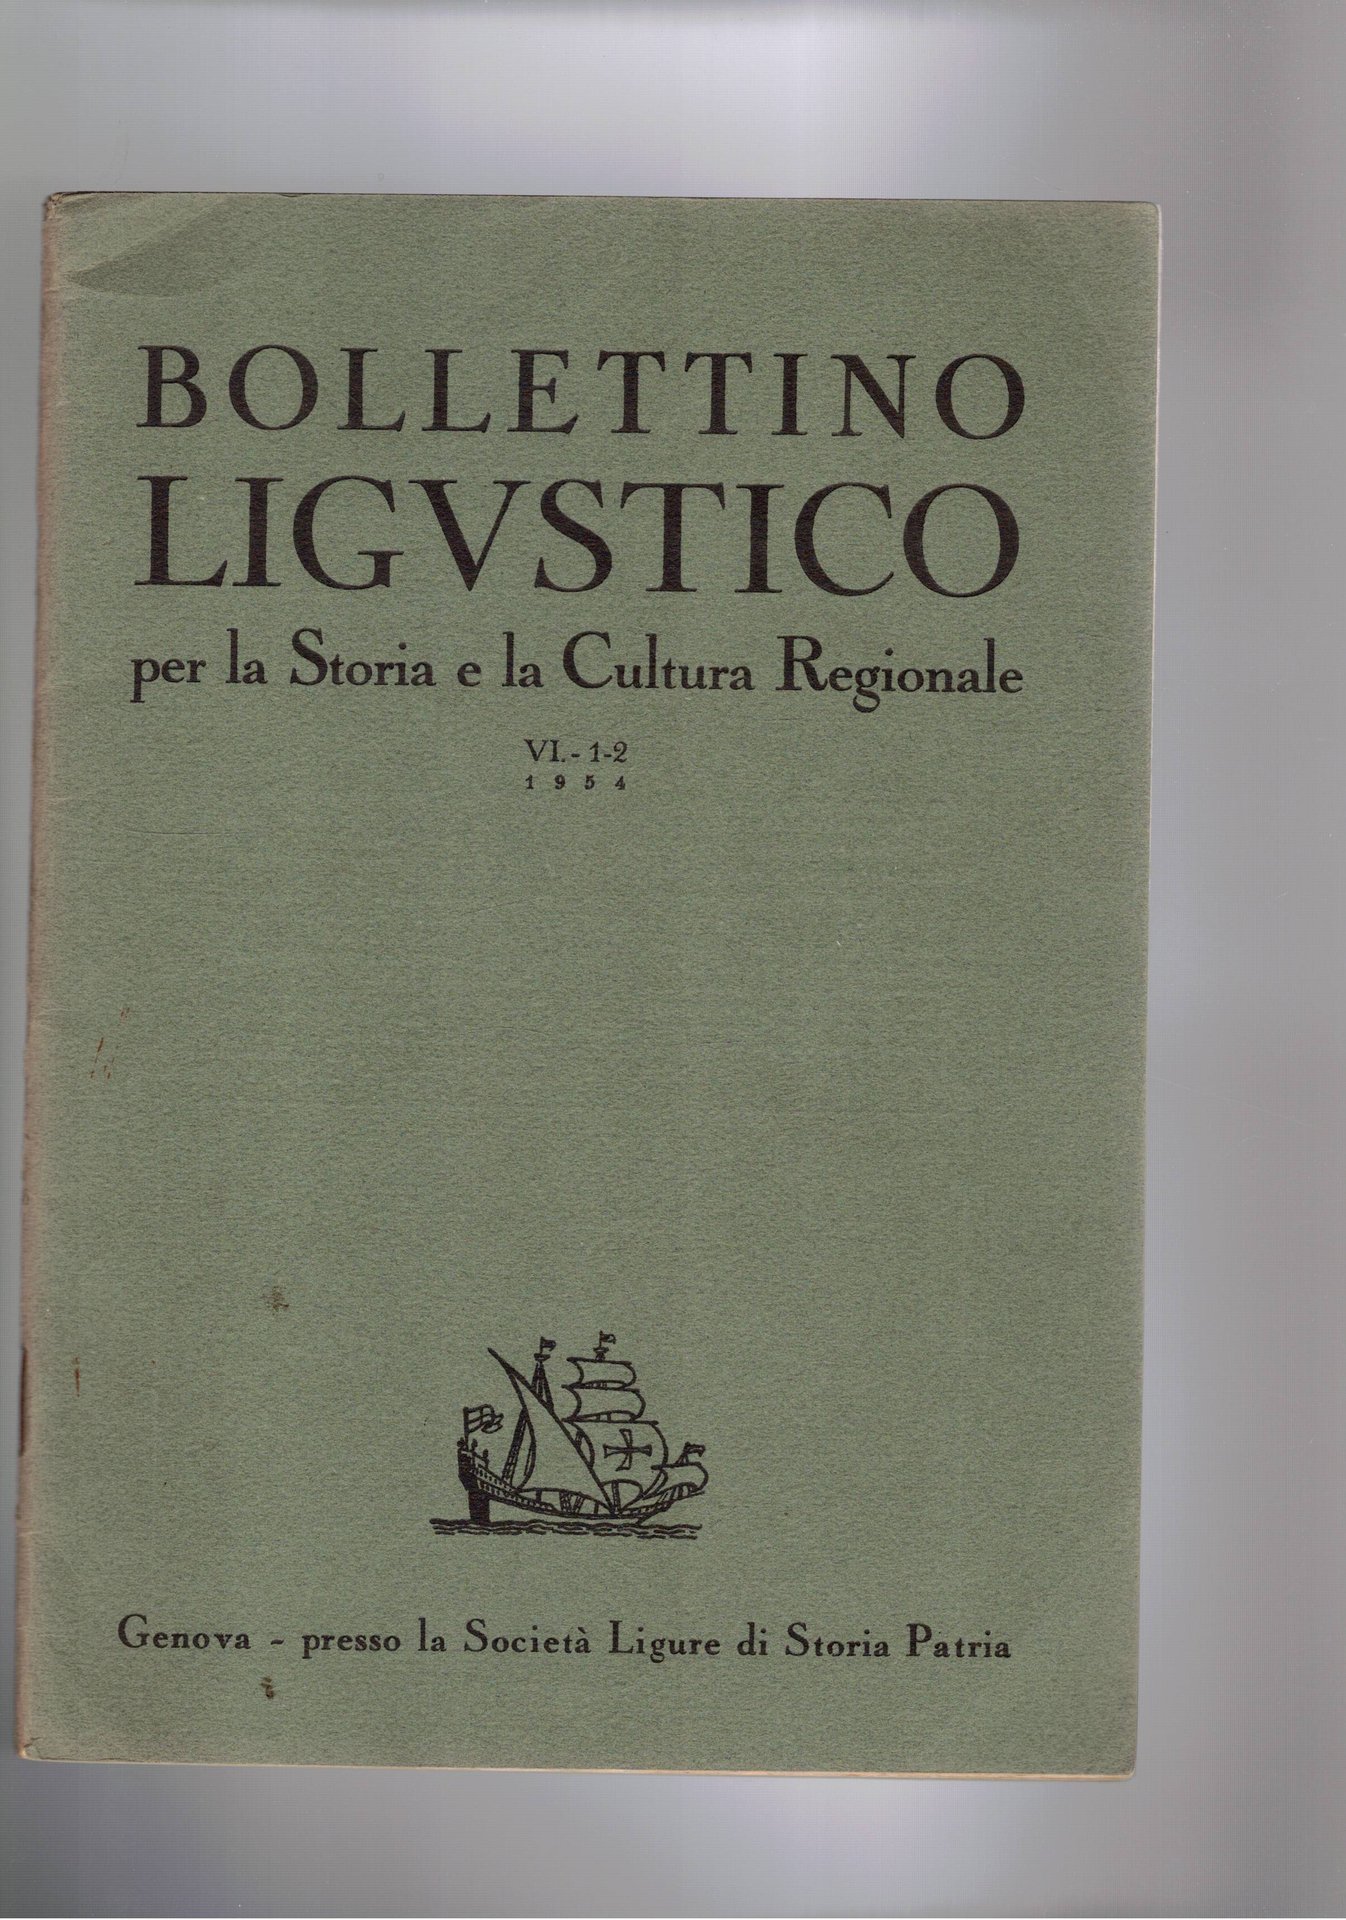 BOLLETTINO
LIGVSTICO
per la Storia e la Cultura Regionale
VI.- 1-2
1954
Genova - presso la Società Ligure di Storia Patria